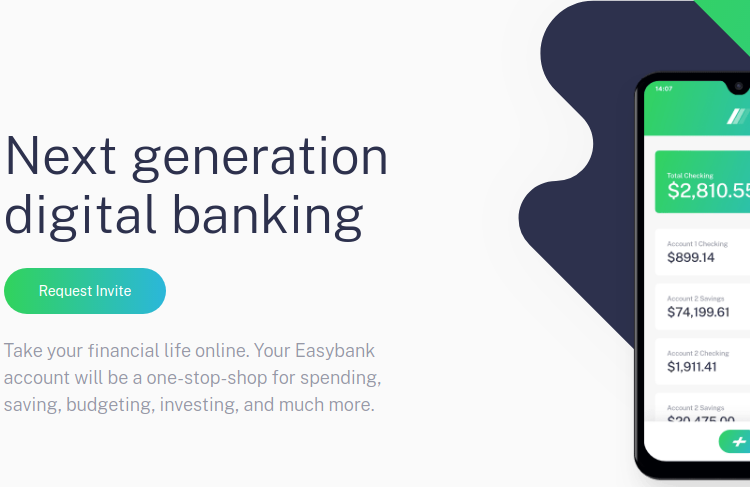 Next generation
digital banking
Request Invite
Take your financial life online. Your Easybank
account will be a one-stop-shop for spending,
saving, budgeting, investing, and much more.
14:07
Total Checking
$2,810.55
Account 1 Checking
$899.14
Account 2 Savings
$74,199.61
Account 2 Checking
$1,911.41
Account 2 Savings